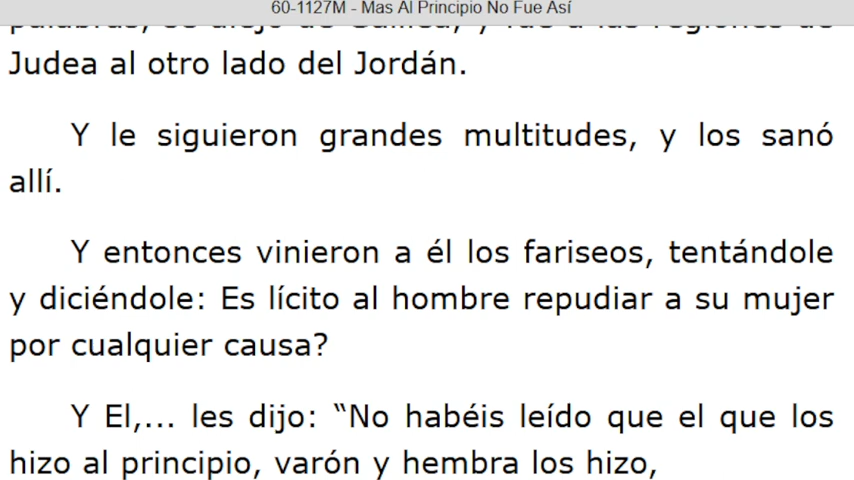 60-1127M - Mas Al Principio No Fue Así
Judea al otro lado del Jordán.
Y le siguieron grandes multitudes, y los sanó
allí.
Y entonces vinieron a él los fariseos, tentándole
y diciéndole: Es lícito al hombre repudiar a su mujer
por cualquier causa?
Y El,... les dijo: “No habéis leído que el que los
hizo al principio, varón y hembra los hizo,